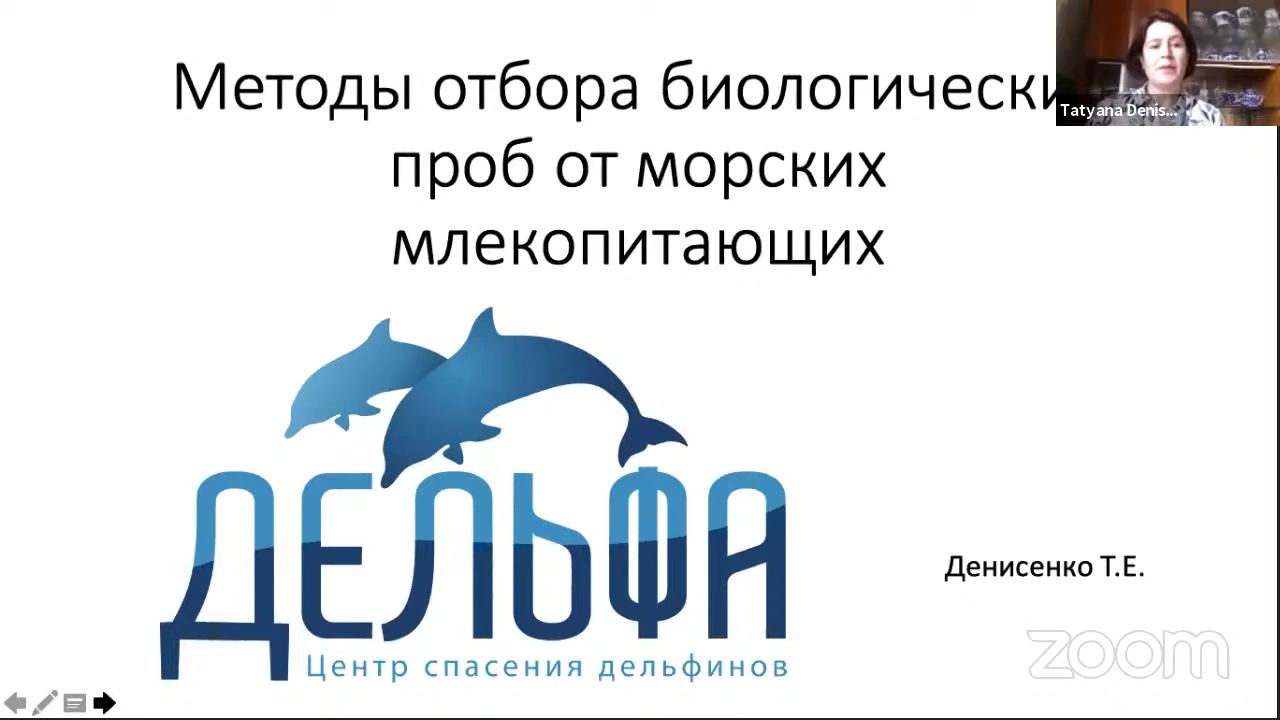 Методы отбора биологически
проб от морских
млекопитающих
Tatyana Denis...
ДЕЛЬФА
Центр спасения дельфинов
Денисенко Т.Е.
zoom